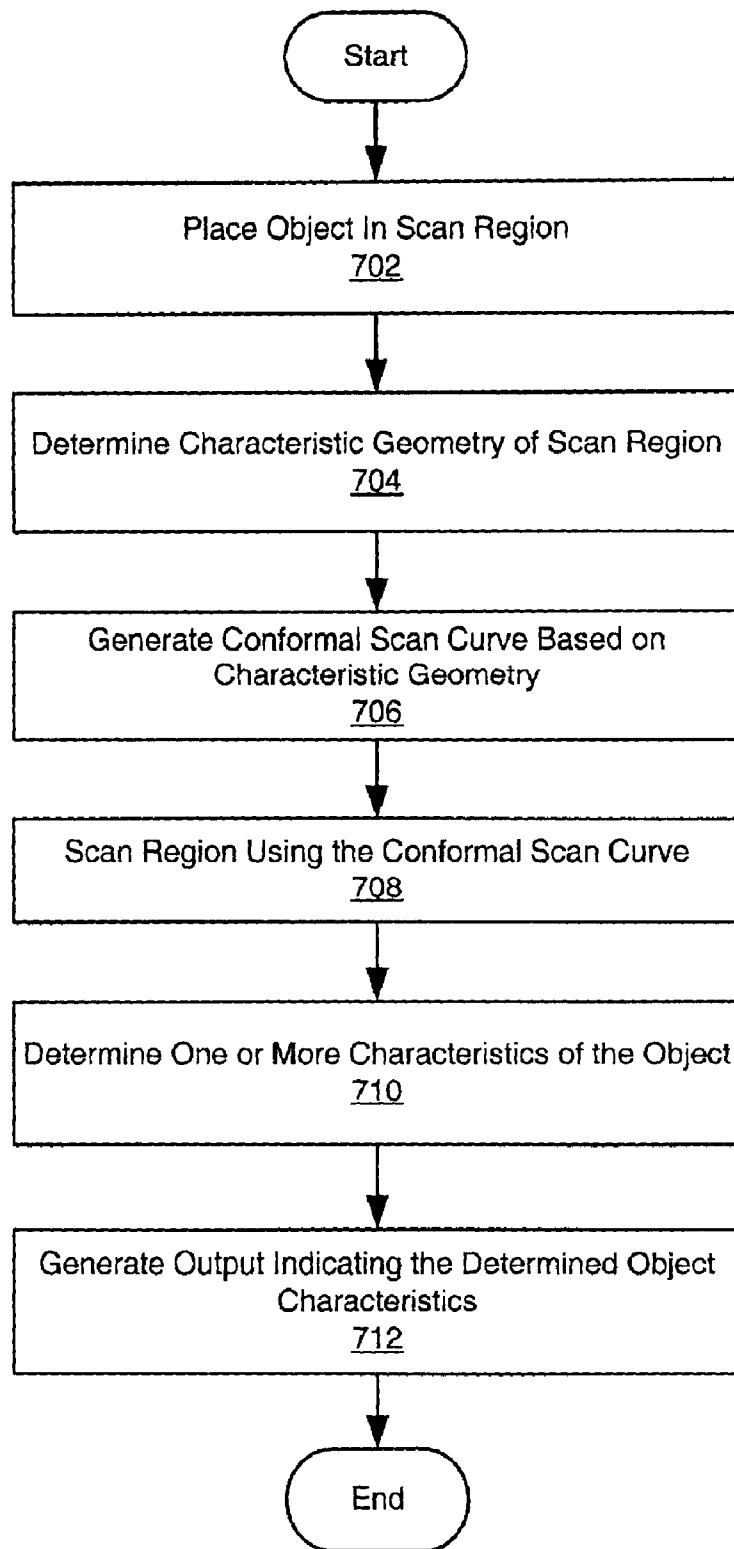 Start
Place Object In Scan Region
702
Determine Characteristic Geometry of Scan Region
704
Generate Conformal Scan Curve Based on
Characteristic Geometry
706
Scan Region Using the Conformal Scan Curve
708
Determine One or More Characteristics of the Object
710
Generate Output Indicating the Determined Object
Characteristics
712
End